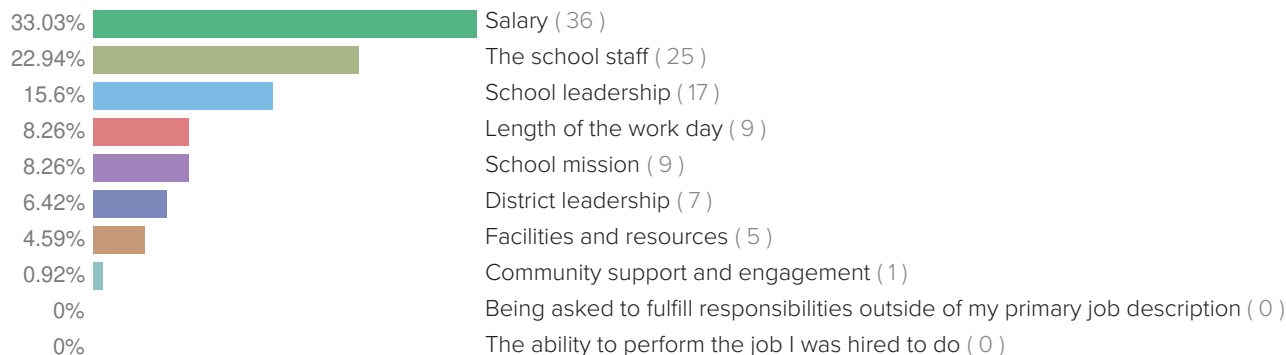 33.03% Salary ( 36 )
22.94% The school staff ( 25 )
15.6% School leadership ( 17 )
8.26% Length of the work day ( 9 )
8.26% School mission ( 9 )
6.42% District leadership ( 7 )
4.59% Facilities and resources ( 5 )
0.92% Community support and engagement ( 1 )
0% Being asked to fulfill responsibilities outside of my primary job description ( 0 )
0% The ability to perform the job I was hired to do ( 0 )